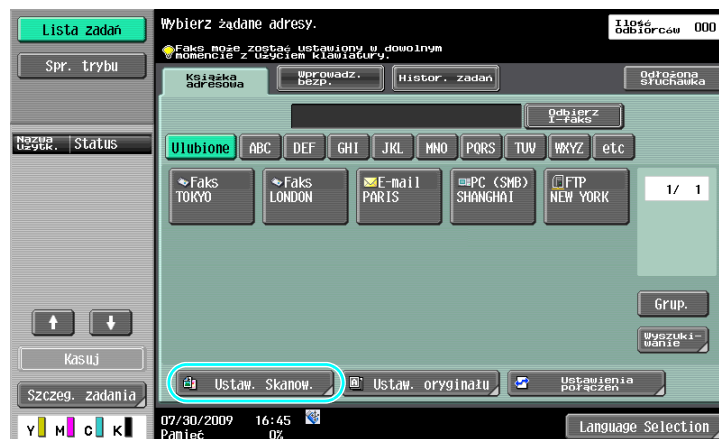 Lista zadań
Spr. trybu
Nazwa użytk.
Status
Kasuj
Szczeg. zadania
Y M C K
Wybierz żądane adresy.
Ilość odbiorców 000
Faks może zostać ustawiony w dowolnym
momencie z użyciem klawiatury.
Książka
adresowa
Wprowadz.
bezp.
Histor. zadań
Odłożona
słuchawka
Odbierz
I-faks
Ulubione ABC DEF GHI JKL MNO PQRS TUV WXYZ etc
Faks
TOKYO
Faks
LONDON
E-mail
PARIS
PC (SMB)
SHANGHAI
FTP
NEW YORK
1/ 1
Grup.
Wyszuki-
wanie
Ustaw. Skanow.
Ustaw. oryginału
Ustawienia
połączeń
07/30/2009 16:45
Pamięć 0%
Language Selection